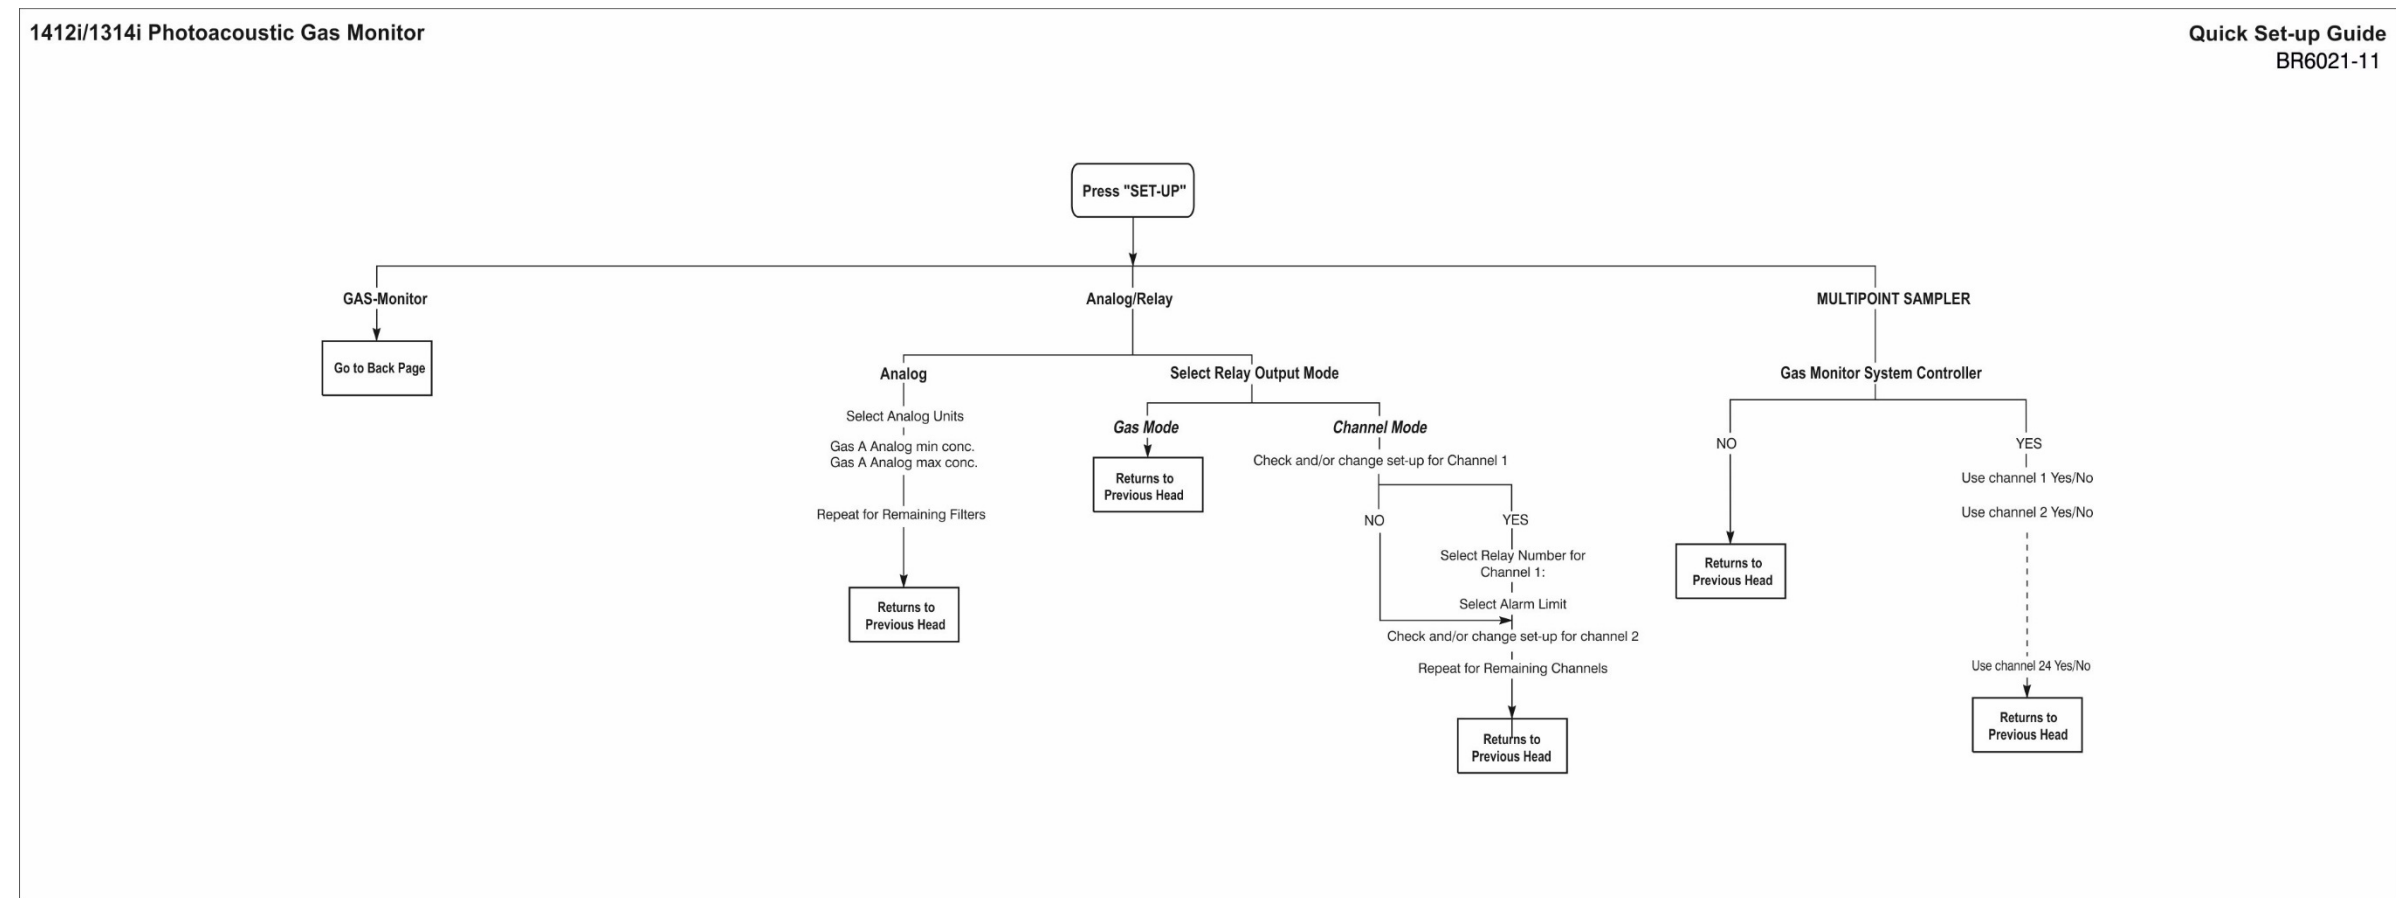 1412i/1314i Photoacoustic Gas Monitor
Quick Set-up Guide
BR6021-11
Press "SET-UP"
GAS-Monitor
Go to Back Page
Analog/Relay
Analog
Select Analog Units
Gas A Analog min conc.
Gas A Analog max conc.
Repeat for Remaining Filters
Returns to
Previous Head
Select Relay Output Mode
Gas Mode
Returns to
Previous Head
Channel Mode
Check and/or change set-up for Channel 1
NO
YES
Select Relay Number for
Channel 1:
Select Alarm Limit
Check and/or change set-up for channel 2
Repeat for Remaining Channels
Returns to
Previous Head
MULTIPOINT SAMPLER
Gas Monitor System Controller
NO
Returns to
Previous Head
YES
Use channel 1 Yes/No
Use channel 2 Yes/No
Use channel 24 Yes/No
Returns to
Previous Head